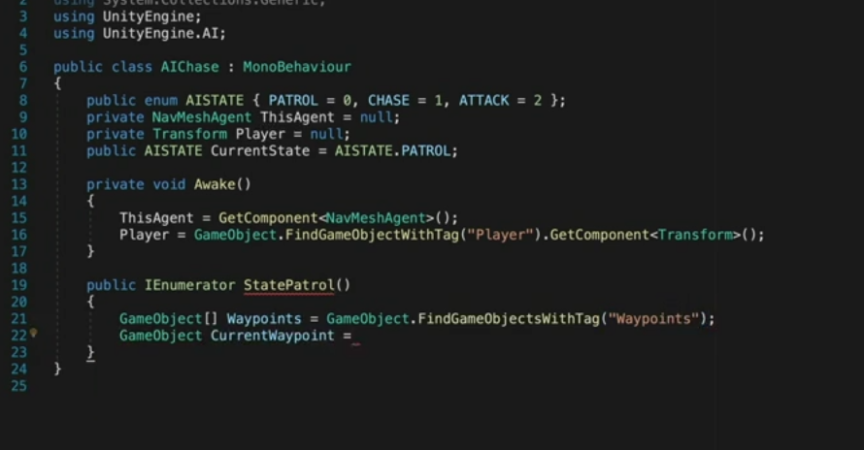 2 using System.Collections.Generic;
3 using UnityEngine;
4 using UnityEngine.AI;
5
6 public class AIChase : MonoBehaviour
7 {
8 public enum AISTATE { PATROL = 0, CHASE = 1, ATTACK = 2 };
9 private NavMeshAgent ThisAgent = null;
10 private Transform Player = null;
11 public AISTATE CurrentState = AISTATE.PATROL;
12
13 private void Awake()
14 {
15 ThisAgent = GetComponent<NavMeshAgent>();
16 Player = GameObject.FindGameObjectWithTag("Player").GetComponent<Transform>();
17 }
18
19 public IEnumerator StatePatrol()
20 {
21 GameObject[] Waypoints = GameObject.FindGameObjectsWithTag("Waypoints");
22 GameObject CurrentWaypoint =
23 }
24 }
25